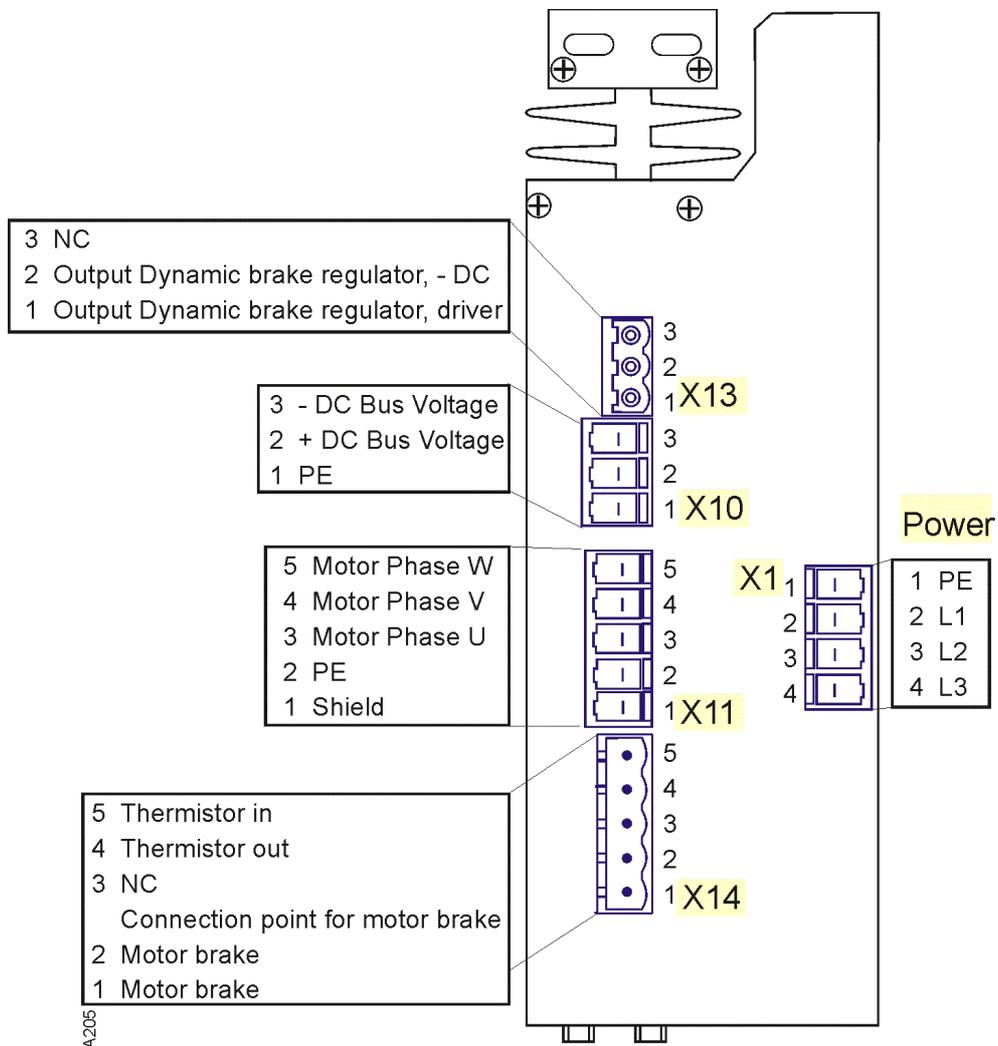 3 NC
2 Output Dynamic brake regulator, - DC
1 Output Dynamic brake regulator, driver
3
2
1 X13
3 - DC Bus Voltage
2 + DC Bus Voltage
1 PE
3
2
1 X10
Power
5 Motor Phase W
4 Motor Phase V
3 Motor Phase U
2 PE
1 Shield
5
4
3
2
1 X11
X1 1
2
3
4
1 PE
2 L1
3 L2
4 L3
5 Thermistor in
4 Thermistor out
3 NC
Connection point for motor brake
2 Motor brake
1 Motor brake
5
4
3
2
1 X14
A205